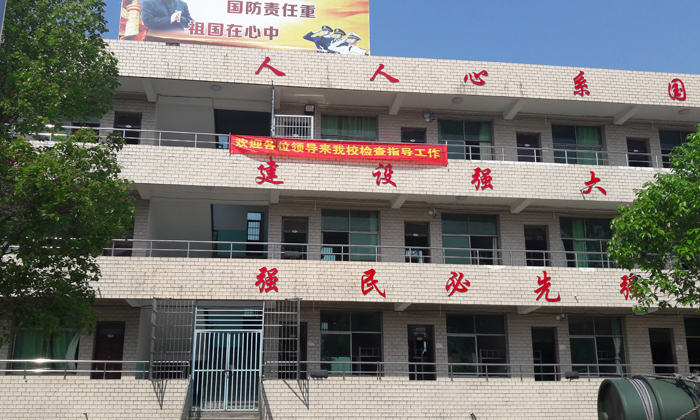 国防责任重
祖国在心中
人人心系国
欢迎各位领导来我校检查指导工作
建设强大
强民必先强